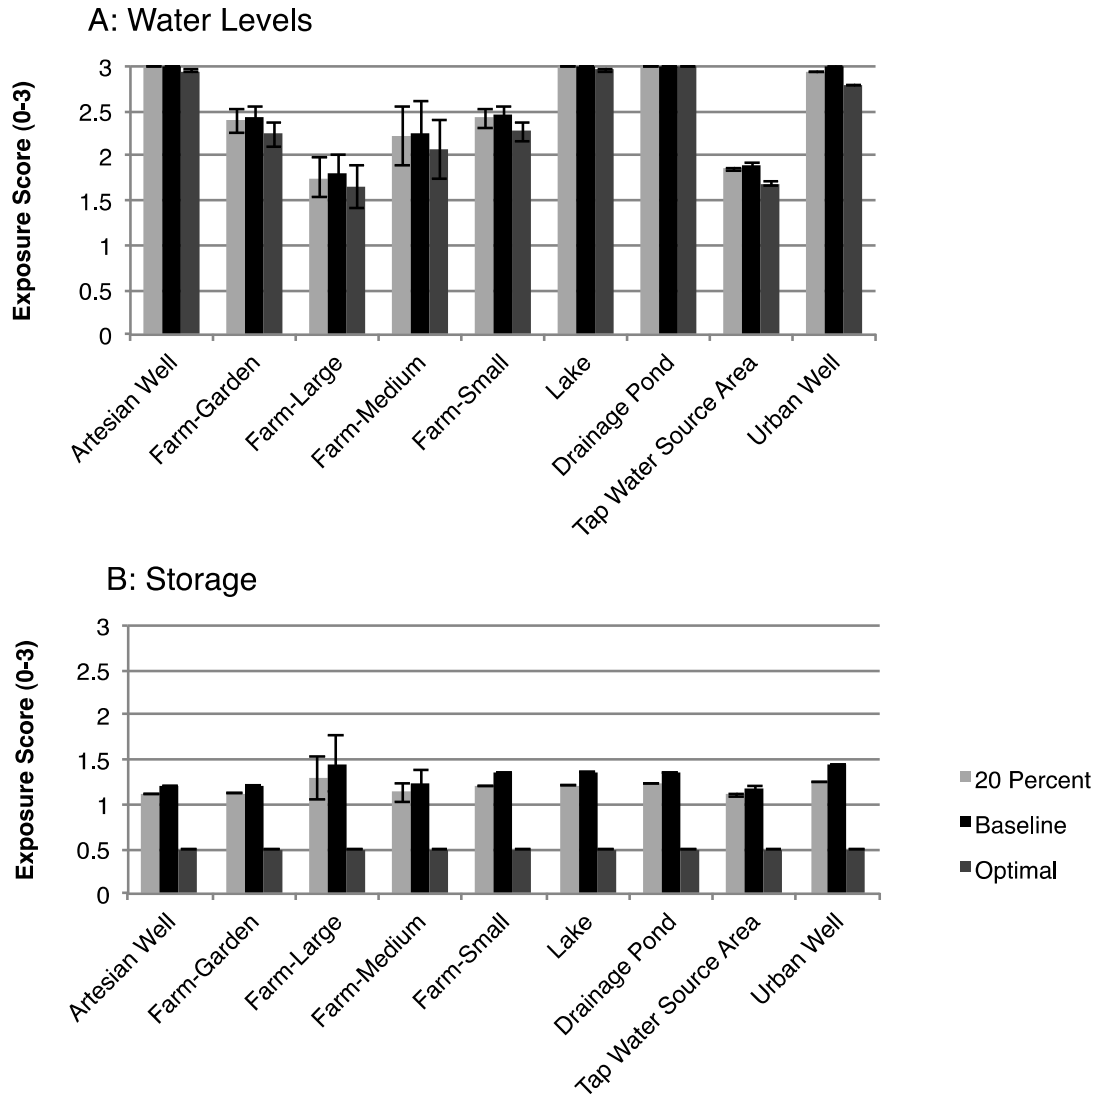 A: Water Levels
Exposure Score (0-3)
3
2.5
2
1.5
1
0.5
0
Artesian Well
Farm-Garden
Farm-Large
Farm-Medium
Farm-Small
Lake
Drainage Pond
Tap Water Source Area
Urban Well
B: Storage
Exposure Score (0-3)
3
2.5
2
1.5
1
0.5
0
Artesian Well
Farm-Garden
Farm-Large
Farm-Medium
Farm-Small
Lake
Drainage Pond
Tap Water Source Area
Urban Well
20 Percent
Baseline
Optimal